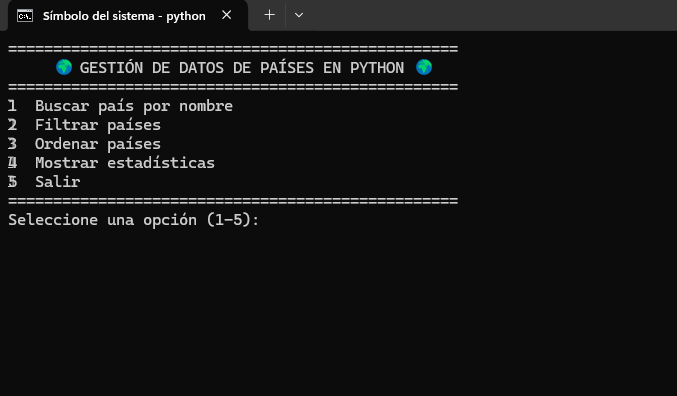 Símbolo del sistema - python
==================================================
🌍 GESTIÓN DE DATOS DE PAÍSES EN PYTHON 🌍
==================================================
1 Buscar país por nombre
2 Filtrar países
3 Ordenar países
4 Mostrar estadísticas
5 Salir
==================================================
Seleccione una opción (1-5):